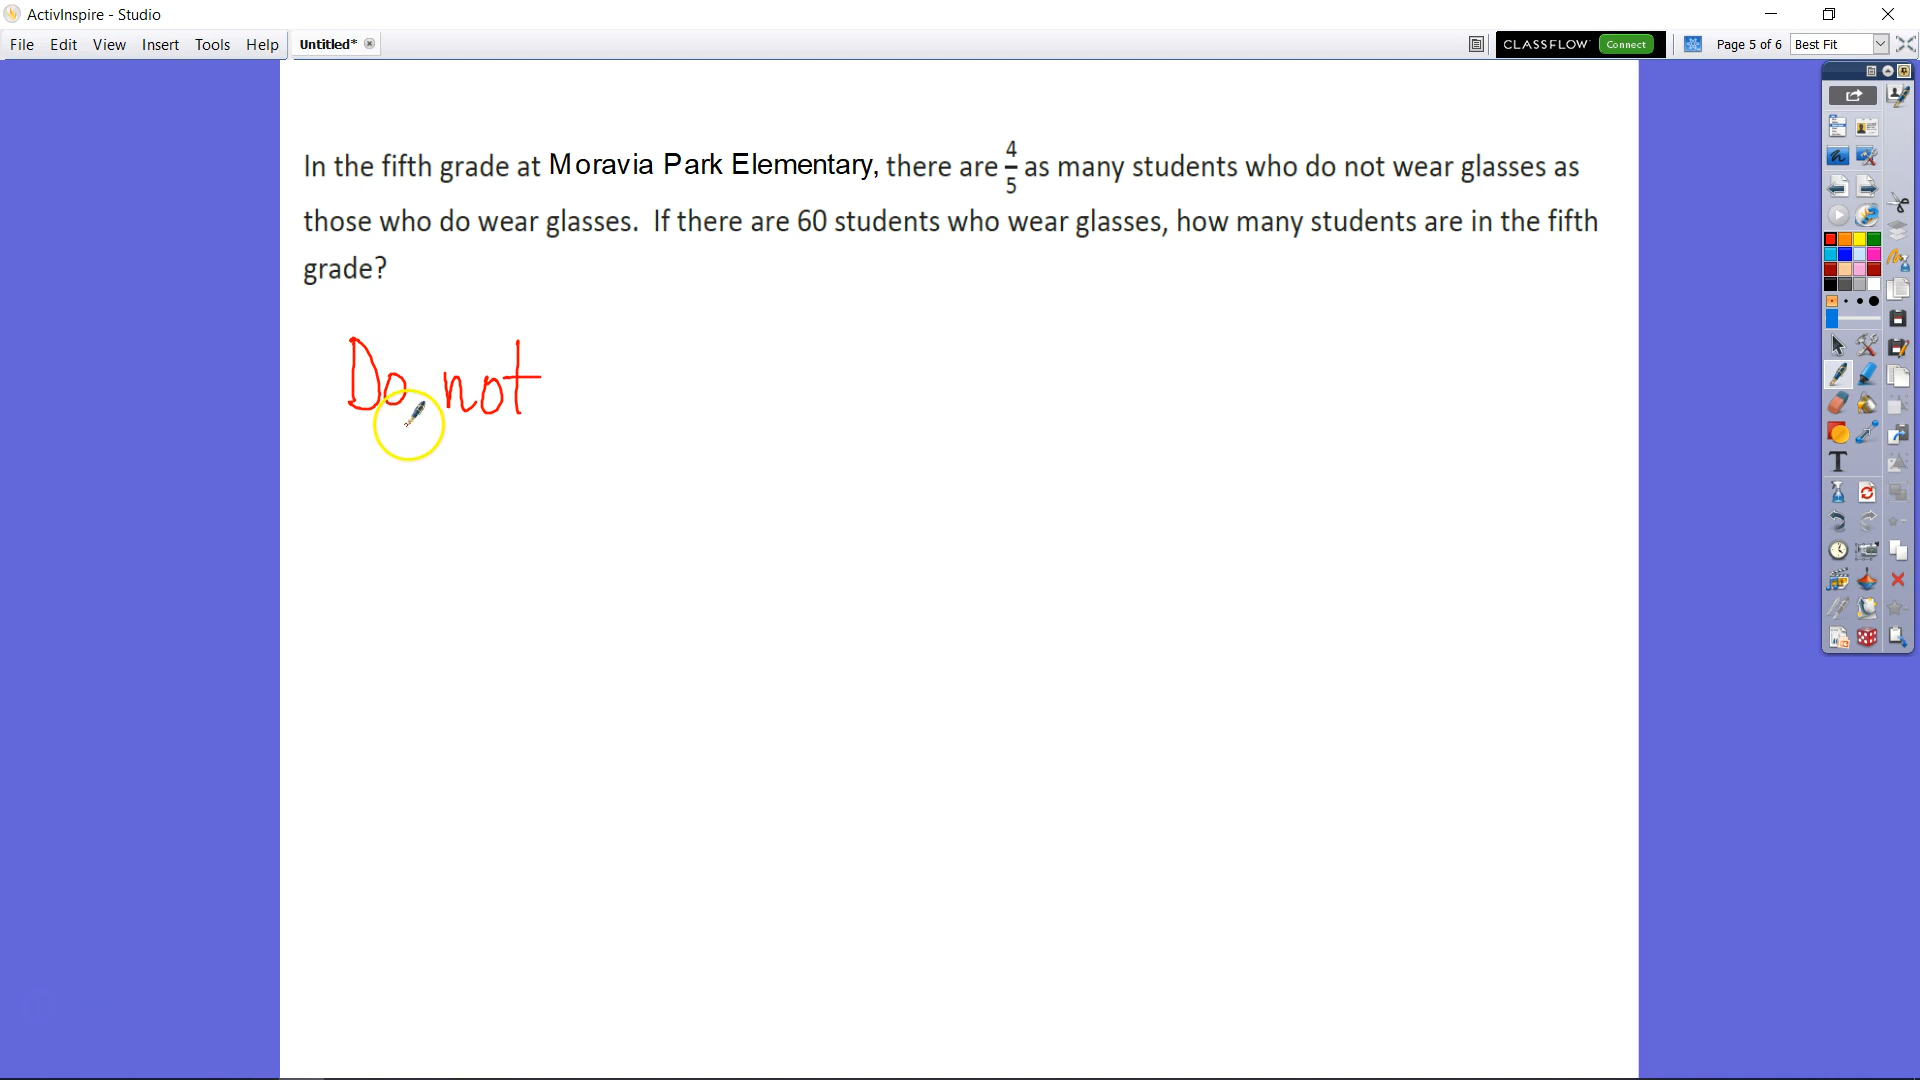 ActivInspire - Studio
File Edit View Insert Tools Help Untitled* CLASSFLOW Connect Page 5 of 6 Best Fit
In the fifth grade at Moravia Park Elementary, there are 4/5 as many students who do not wear glasses as
those who do wear glasses. If there are 60 students who wear glasses, how many students are in the fifth
grade?
Do not
T